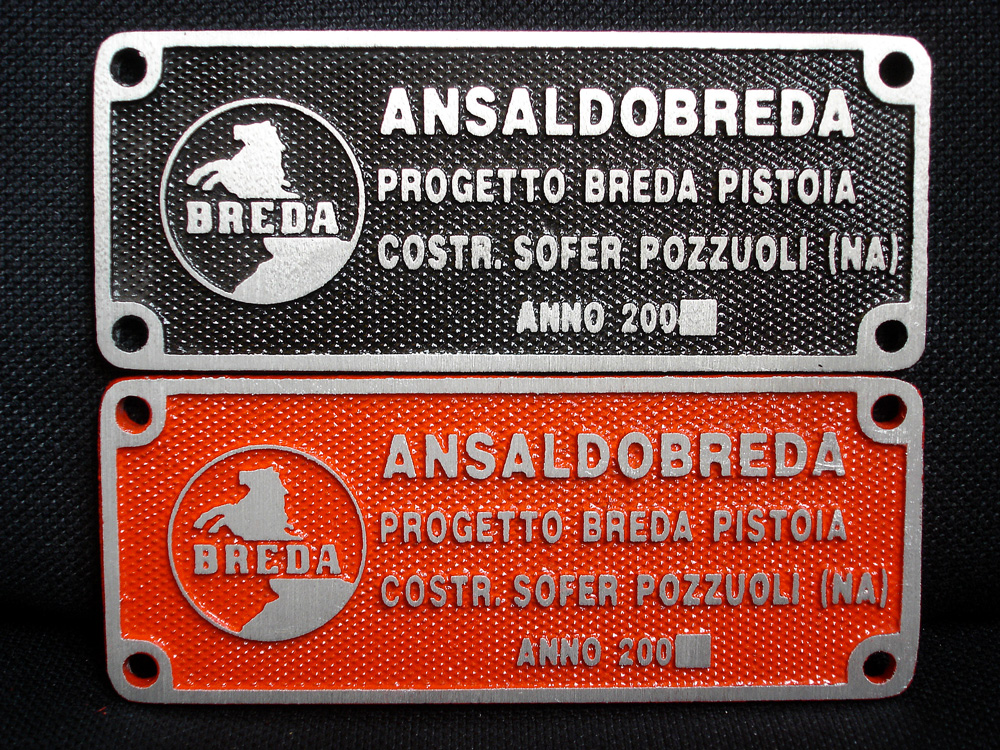 ANSALDOBREDA
BREDA
PROGETTO BREDA PISTOIA
COSTR. SOFER POZZUOLI (NA)
ANNO 200
ANSALDOBREDA
BREDA
PROGETTO BREDA PISTOIA
COSTR. SOFER POZZUOLI (NA)
ANNO 200